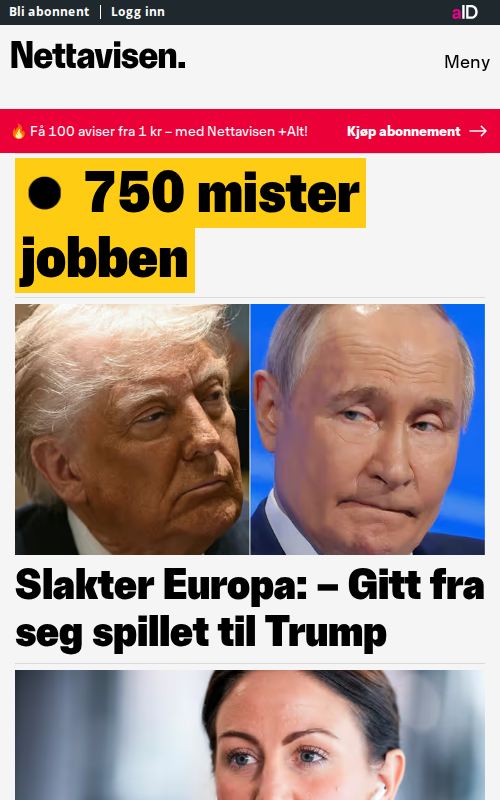 Bli abonnent | Logg inn
aID
Nettavisen.
Meny
🔥 Få 100 aviser fra 1 kr – med Nettavisen +Alt!
Kjøp abonnement →
● 750 mister
jobben
Slakter Europa: – Gitt fra
seg spillet til Trump